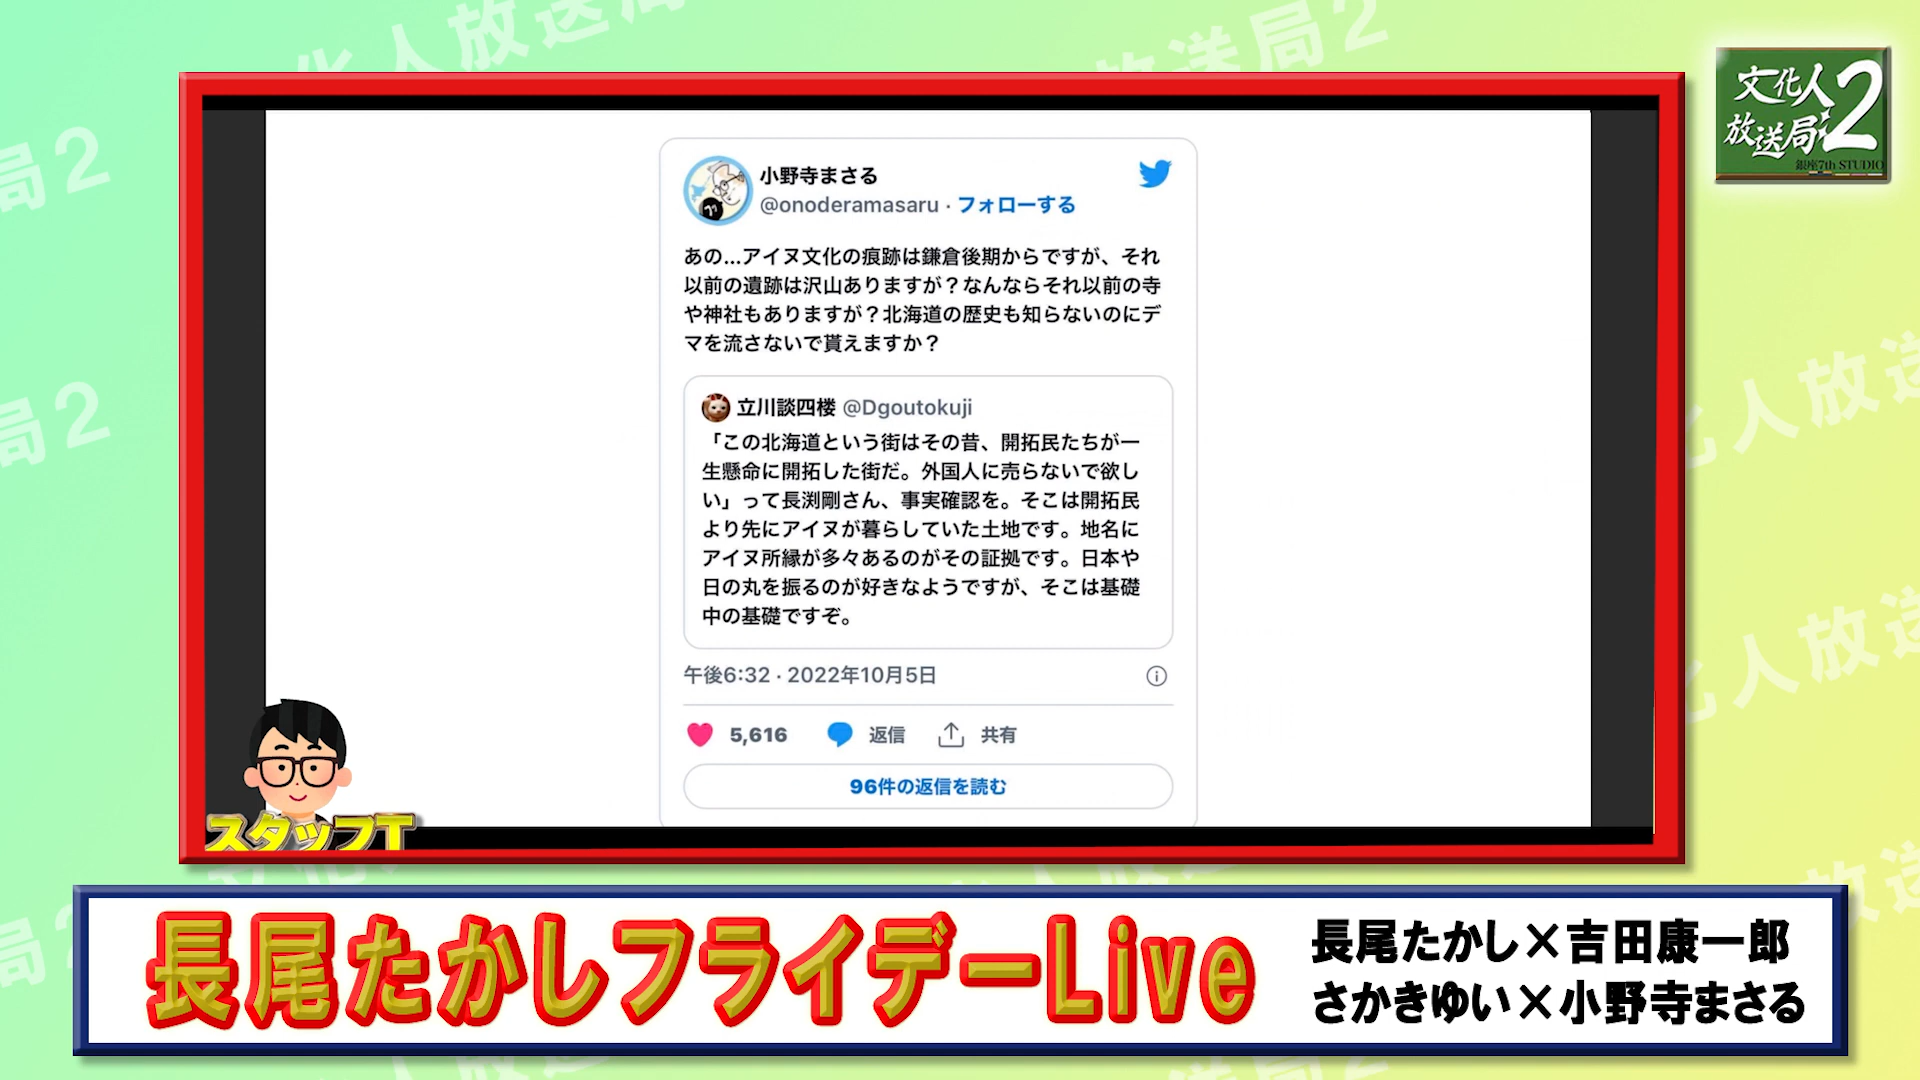 文化人
放送局2
銀座7th STUDIO
小野寺まさる
@onoderamasaru · フォローする
あの...アイヌ文化の痕跡は鎌倉後期からですが、それ
以前の遺跡は沢山ありますが？なんならそれ以前の寺
や神社もありますが？北海道の歴史も知らないのにデ
マを流さないで貰えますか？
立川談四楼 @Dgoutokuji
「この北海道という街はその昔、開拓民たちが一
生懸命に開拓した街だ。外国人に売らないで欲し
い」って長渕剛さん、事実確認を。そこは開拓民
より先にアイヌが暮らしていた土地です。地名に
アイヌ所縁が多々あるのがその証拠です。日本や
日の丸を振るのが好きなようですが、そこは基礎
中の基礎ですぞ。
午後6:32 · 2022年10月5日
5,616 返信 共有
96件の返信を読む
スタッフT
長尾たかしフライデーLive
長尾たかし×吉田康一郎
さかきゆい×小野寺まさる